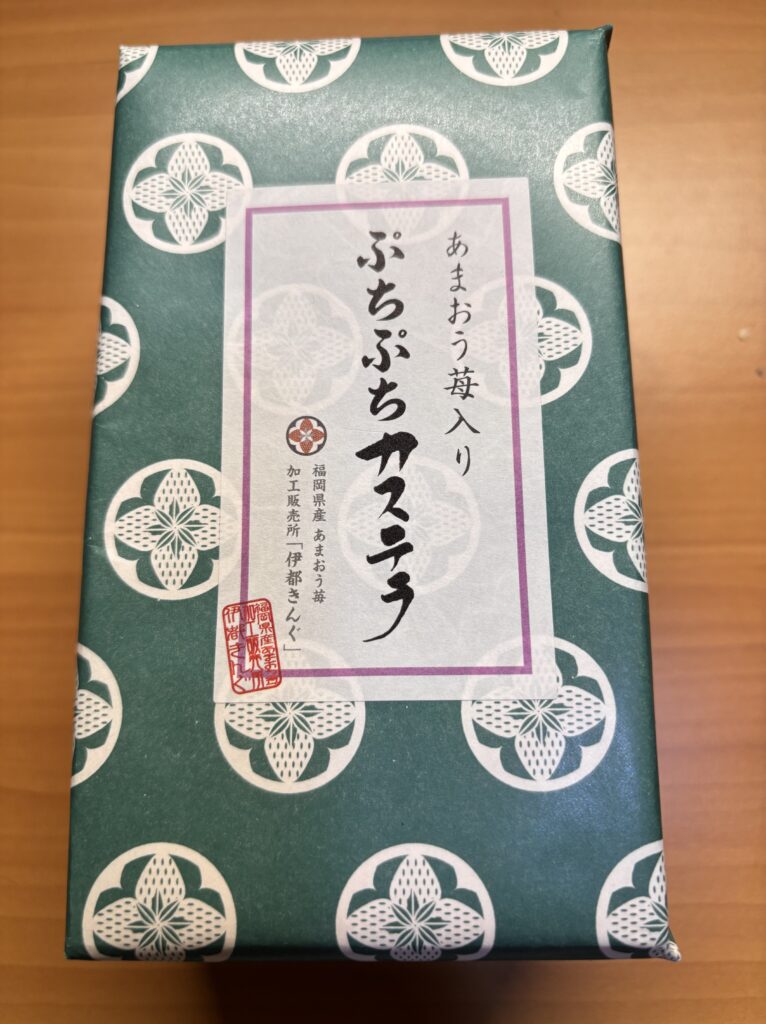 あまおう苺入り
ぷちぷちカステラ
福岡県産 あまおう苺
加工販売所「伊都きんぐ」